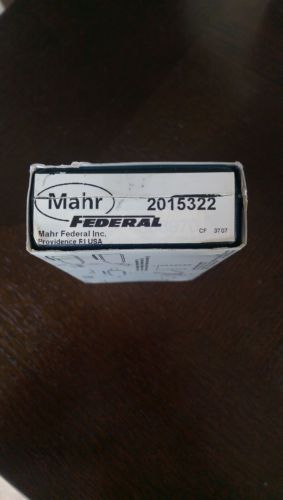 Mahr
2015322
FEDERAL
Mahr Federal Inc.
Providence RI USA
CF 3707